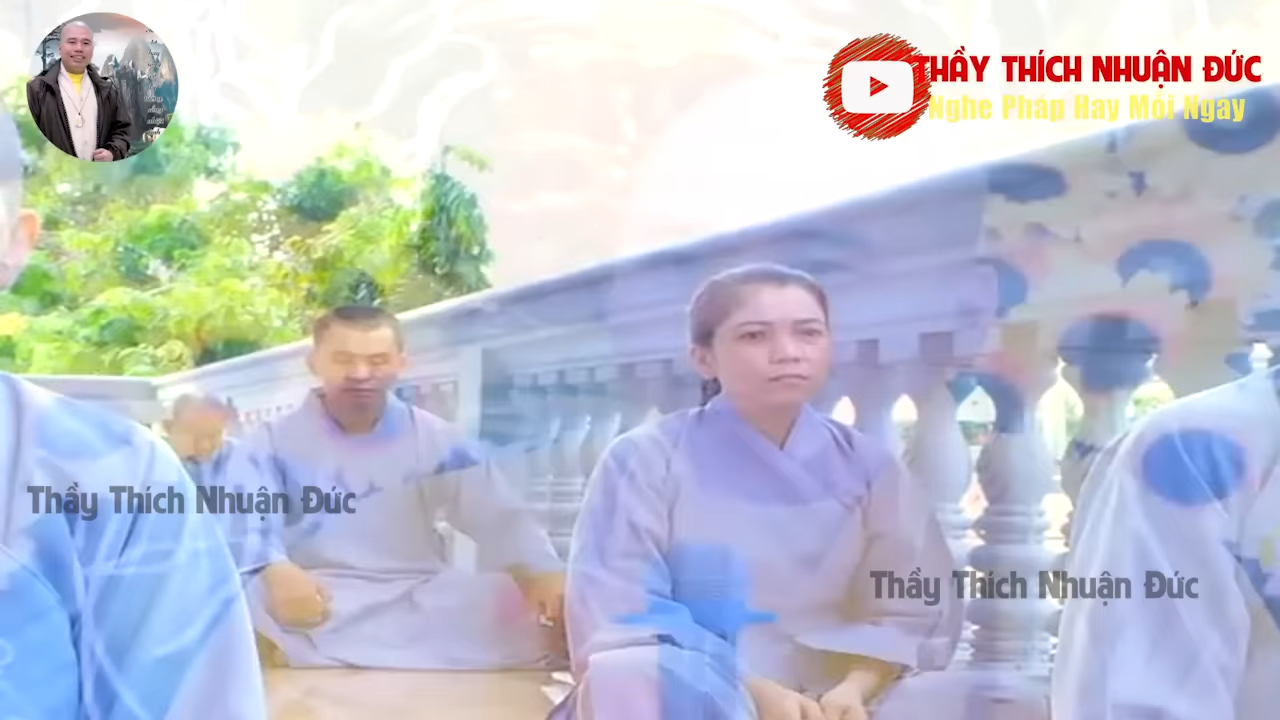 THẦY THÍCH NHUẬN ĐỨC
Nghe Pháp Hay Mỗi Ngày
Thầy Thích Nhuận Đức
Thầy Thích Nhuận Đức